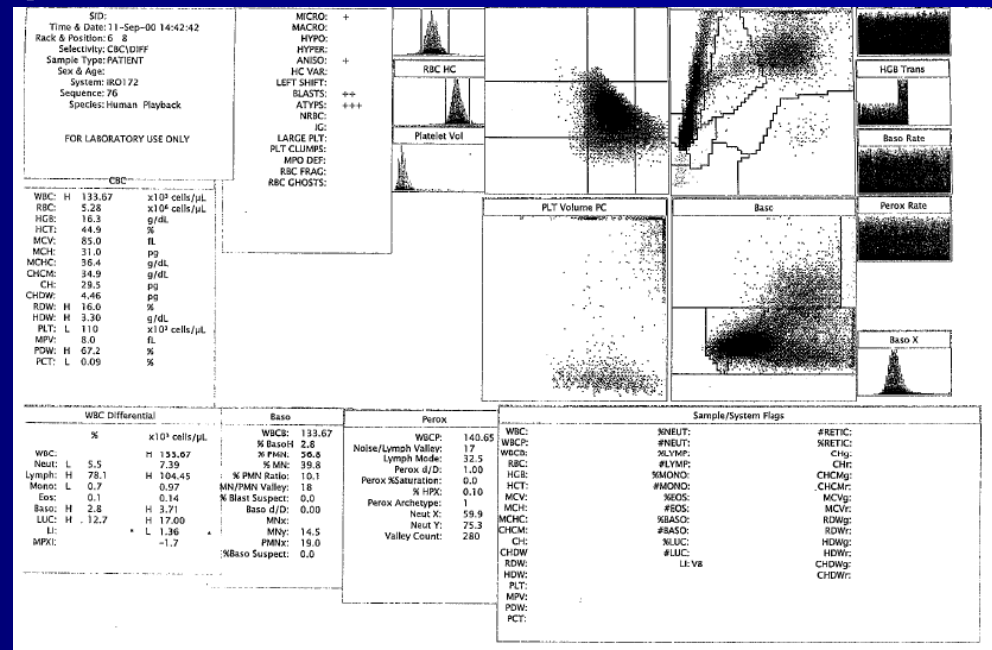 SID:
Time & Date: 11-Sep-00 14:42:42
Rack & Position: 6 8
Selectivity: CBC\DIFF
Sample Type: PATIENT
Sex & Age:
System: IRO172
Sequence: 76
Species: Human Playback
FOR LABORATORY USE ONLY
MICRO: +
MACRO:
HYPO:
HYPER:
ANISO: +
HC VAR:
LEFT SHIFT:
BLASTS: ++
ATYPS: +++
NRBC:
IG:
LARGE PLT:
PLT CLUMPS:
MPO DEF:
RBC FRAG:
RBC GHOSTS:
RBC HC
Platelet Vol
HGB Trans
Baso Rate
Perox Rate
PLT Volume PC
Baso
Baso X
CBC
WBC: H 133.67 x10³ cells/µL
RBC: 5.28 x10⁶ cells/µL
HGB: 16.3 g/dL
HCT: 44.9 %
MCV: 85.0 fL
MCH: 31.0 pg
MCHC: 36.4 g/dL
CHCM: 34.9 g/dL
CH: 29.5 pg
CHDW: 4.46 pg
RDW: H 16.0 %
HDW: H 3.30 g/dL
PLT: L 110 x10³ cells/µL
MPV: 8.0 fL
PDW: H 67.2 %
PCT: L 0.09 %
WBC Differential
% x10³ cells/µL
WBC: H 133.67
Neut: L 5.5 7.39
Lymph: H 78.1 H 104.45
Mono: L 0.7 0.97
Eos: 0.1 0.14
Baso: H 2.8 H 3.71
LUC: H 12.7 H 17.00
LI: * L 1.36
MPXI: -1.7
Baso
WBCB: 133.67
% BasoH 2.8
% PMN: 56.8
% MN: 39.8
% PMN Ratio: 10.1
MN/PMN Valley: 18
% Blast Suspect: 0.0
Baso d/D: 0.00
MNx:
MNy: 14.5
PMNx: 19.0
%Baso Suspect: 0.0
Perox
WBCP: 140.65
Noise/Lymph Valley: 17
Lymph Mode: 32.5
Perox d/D: 1.00
Perox %Saturation: 0.0
% HPX: 0.10
Perox Archetype: 1
Neut X: 59.9
Neut Y: 75.3
Valley Count: 280
Sample/System Flags
WBC: %NEUT: #RETIC:
WBCP: #NEUT: %RETIC:
WBCB: %LYMP: CHg:
RBC: #LYMP: CHr:
HGB: %MONO: CHCMg:
HCT: #MONO: CHCMr:
MCV: %EOS: MCVg:
MCH: #EOS: MCVr:
MCHC: %BASO: RDWg:
CHCM: #BASO: RDWr:
CH: %LUC: HDWg:
CHDW #LUC: HDWr:
RDW: LI: V8 CHDWg:
HDW: CHDWr:
PLT:
MPV:
PDW:
PCT: